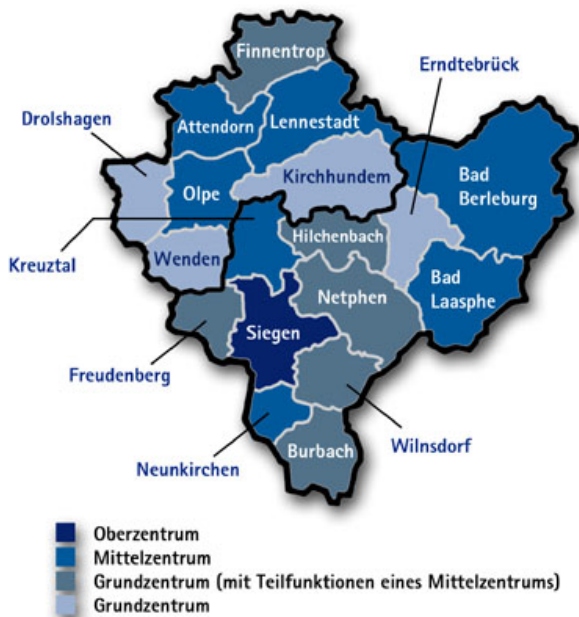 Finnentrop
Erndtebrück
Drolshagen
Attendorn
Lennestadt
Kirchhundem
Bad
Berleburg
Olpe
Hilchenbach
Kreuztal
Wenden
Bad
Laasphe
Netphen
Siegen
Freudenberg
Wilnsdorf
Neunkirchen
Burbach
Oberzentrum
Mittelzentrum
Grundzentrum (mit Teilfunktionen eines Mittelzentrums)
Grundzentrum